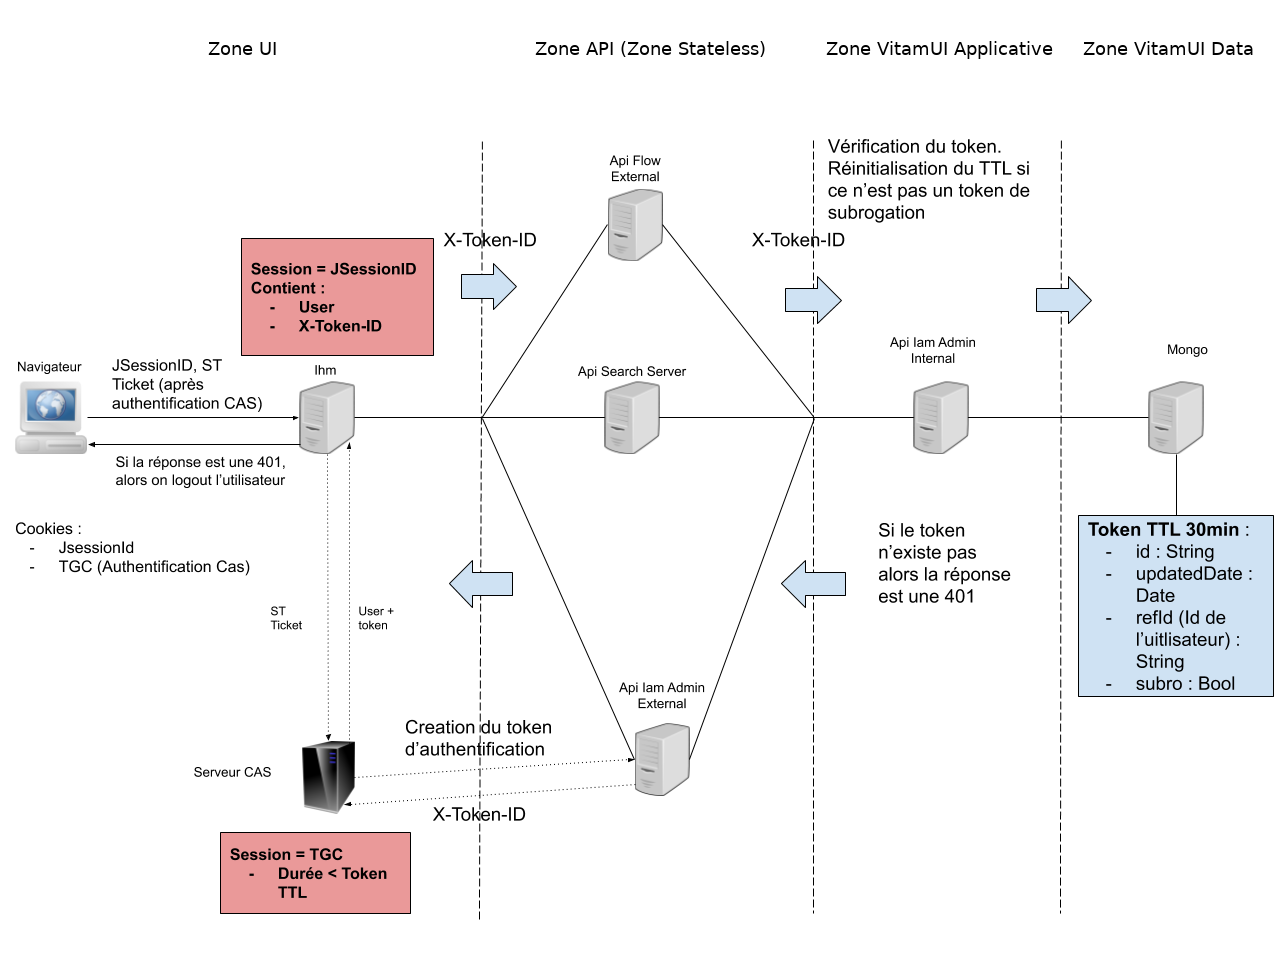 Zone UI
Zone API (Zone Stateless)
Zone VitamUI Applicative
Zone VitamUI Data
Vérification du token.
Réinitialisation du TTL si
ce n’est pas un token de
subrogation
Api Flow
External
X-Token-ID
X-Token-ID
Session = JSessionID
Contient :
- User
- X-Token-ID
Navigateur
JSessionID, ST
Ticket (après
authentification CAS)
Ihm
Api Search Server
Api Iam Admin
Internal
Mongo
Si la réponse est une 401,
alors on logout l’utilisateur
Cookies :
- JsessionId
- TGC (Authentification Cas)
Si le token
n’existe pas
alors la réponse
est une 401
Token TTL 30min :
- id : String
- updatedDate :
Date
- refId (Id de
l’uitlisateur) :
String
- subro : Bool
ST
Ticket
User +
token
Api Iam Admin
External
Creation du token
d’authentification
Serveur CAS
X-Token-ID
Session = TGC
- Durée < Token
TTL